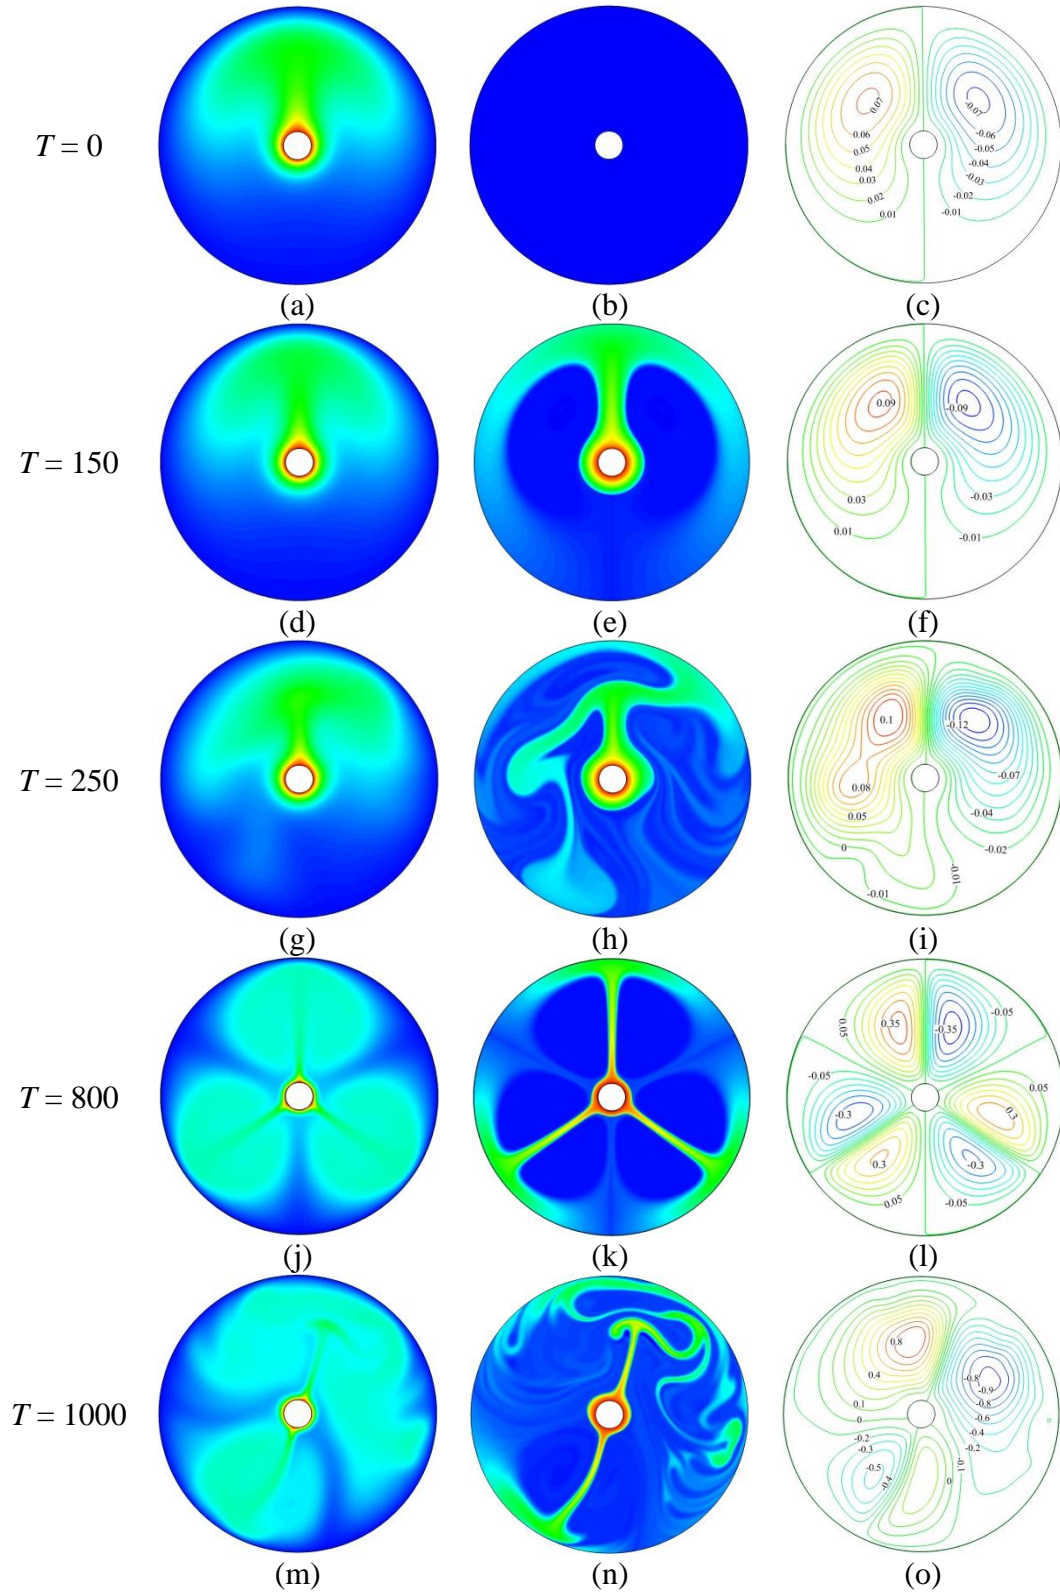 T = 0
0.07
-0.07
0.06
-0.06
0.05
-0.05
0.04
-0.04
0.03
-0.03
0.02
-0.02
0.01
-0.01
(a)
(b)
(c)
T = 150
0.09
-0.09
0.03
-0.03
0.01
-0.01
(d)
(e)
(f)
T = 250
0.1
-0.12
0.08
-0.07
0.05
-0.04
0
-0.02
-0.01
-0.01
(g)
(h)
(i)
T = 800
0.05
0.35
-0.35
-0.05
-0.05
0.05
-0.3
0.3
0.3
-0.3
0.05
-0.05
(j)
(k)
(l)
T = 1000
0.8
-0.8
0.4
-0.9
0.1
-0.8
0
-0.6
-0.2
-0.4
-0.3
-0.2
-0.5
-0.4
-0.1
0
(m)
(n)
(o)